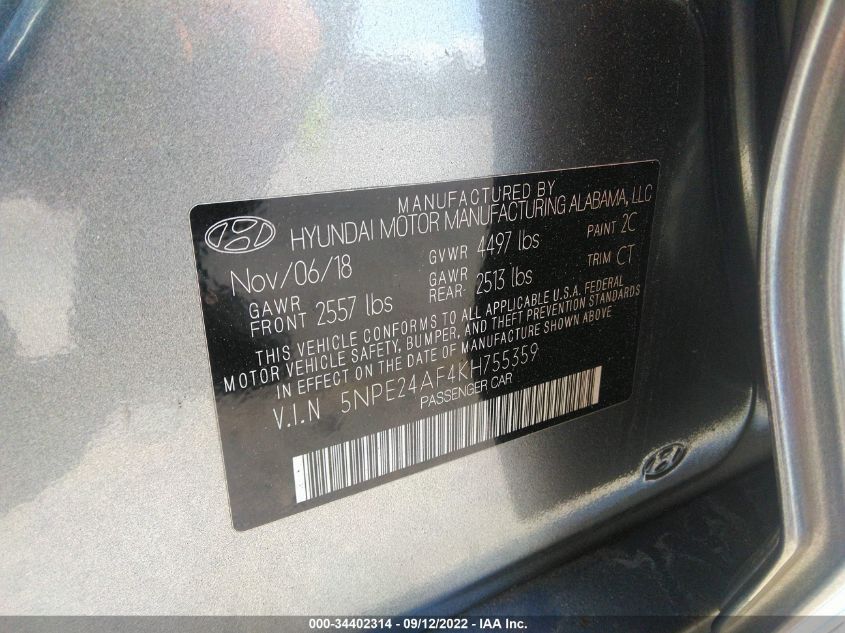 MANUFACTURED BY
HYUNDAI MOTOR MANUFACTURING ALABAMA, LLC
Nov/06/18 GVWR 4497 lbs PAINT 2C
GAWR FRONT 2557 lbs GAWR REAR: 2513 lbs TRIM CT
THIS VEHICLE CONFORMS TO ALL APPLICABLE U.S.A. FEDERAL
MOTOR VEHICLE SAFETY, BUMPER, AND THEFT PREVENTION STANDARDS
IN EFFECT ON THE DATE OF MANUFACTURE SHOWN ABOVE
V.I.N 5NPE24AF4KH755359
PASSENGER CAR
000-34402314 - 09/12/2022 - IAA Inc.